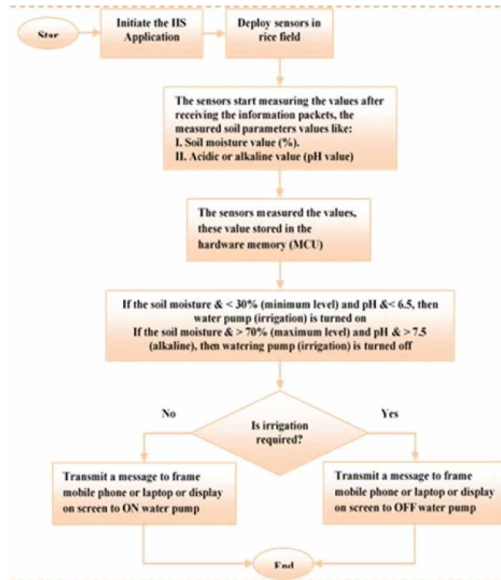 Star
Initiate the IIS
Application
Deploy sensors in
rice field
The sensors start measuring the values after
receiving the information packets, the
measured soil parameters values like:
I. Soil moisture value (%).
II. Acidic or alkaline value (pH value)
The sensors measured the values,
these value stored in the
hardware memory (MCU)
If the soil moisture & < 30% (minimum level) and pH &< 6.5, then
water pump (irrigation) is turned on
If the soil moisture & > 70% (maximum level) and pH & > 7.5
(alkaline), then watering pump (irrigation) is turned off
No
Is irrigation
required?
Yes
Transmit a message to frame
mobile phone or laptop or display
on screen to ON water pump
Transmit a message to frame
mobile phone or laptop or display
on screen to OFF water pump
End